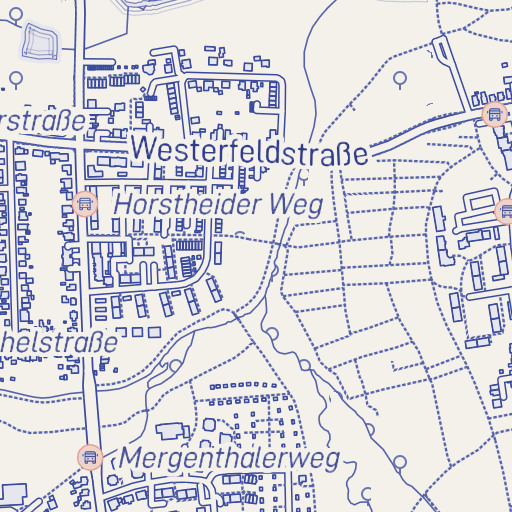 rstraße
Westerfeldstraße
Horstheider Weg
helstraße
Mergenthalerweg